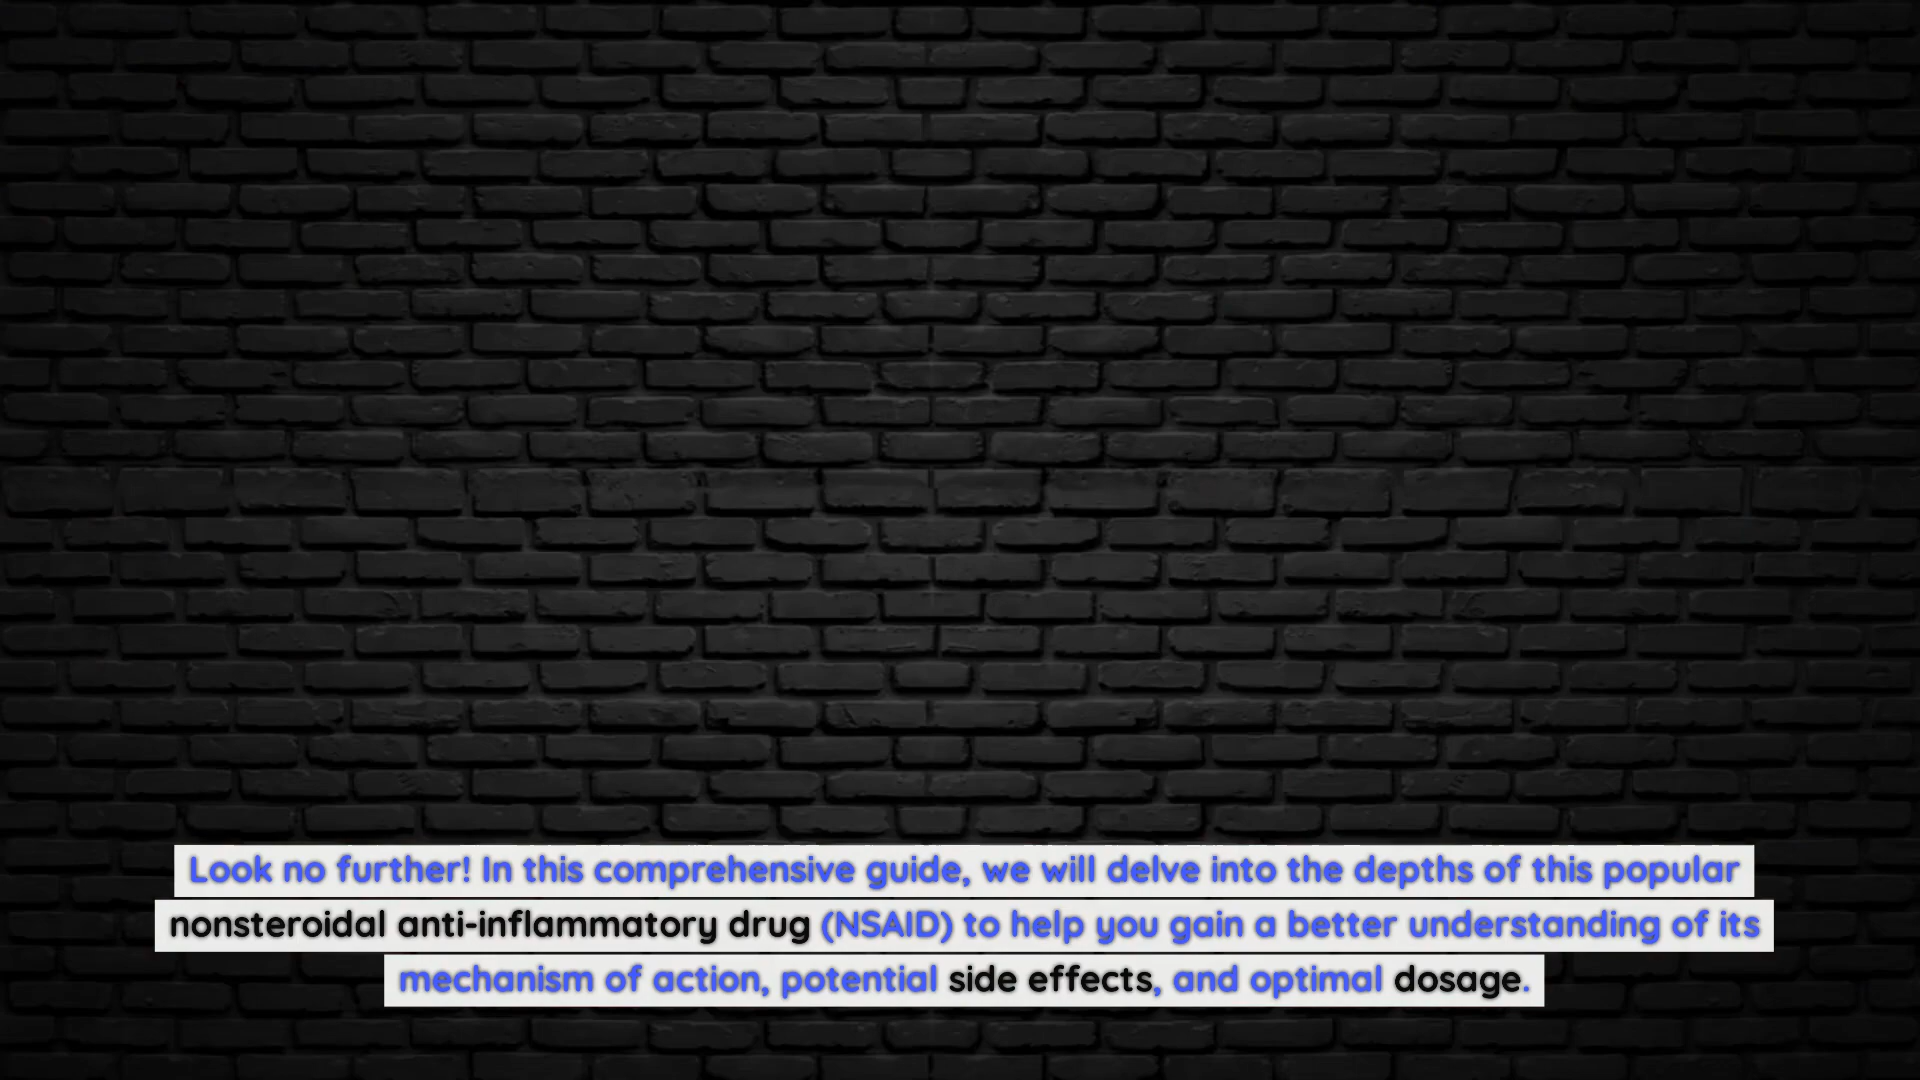 Look no further! In this comprehensive guide, we will delve into the depths of this popular
nonsteroidal anti-inflammatory drug (NSAID) to help you gain a better understanding of its
mechanism of action, potential side effects, and optimal dosage.